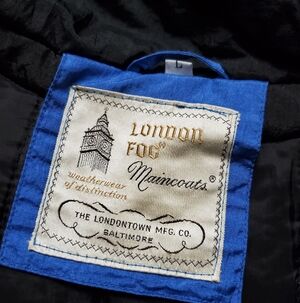 L
LONDON
FOG®
Maincoats®
weatherwear
of distinction
THE LONDONTOWN MFG. CO.
BALTIMORE